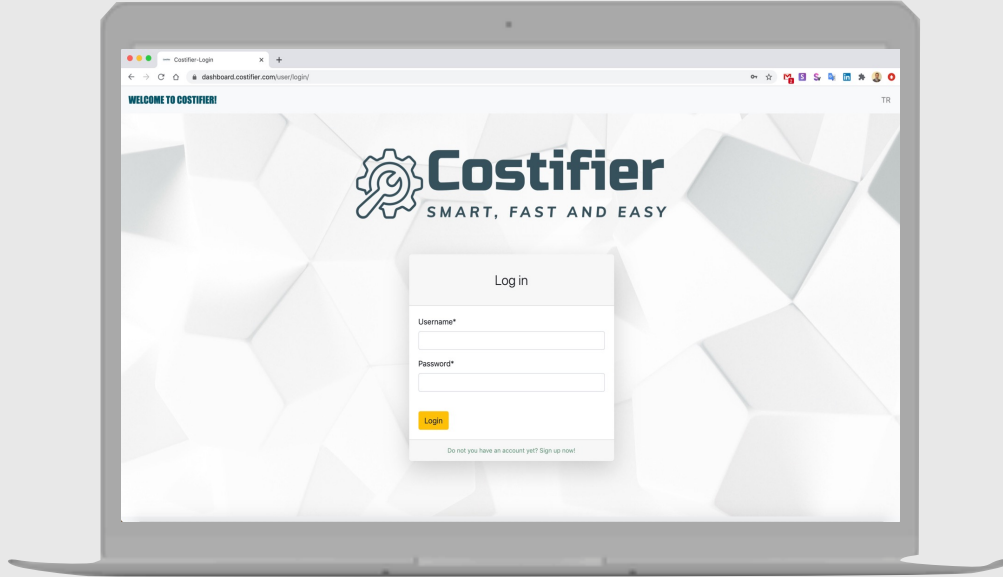 Costifier-Login
dashboard.costifier.com/user/login/
WELCOME TO COSTIFIER!
TR
Costifier
SMART, FAST AND EASY
Log in
Username*
Password*
Login
Do not you have an account yet? Sign up now!